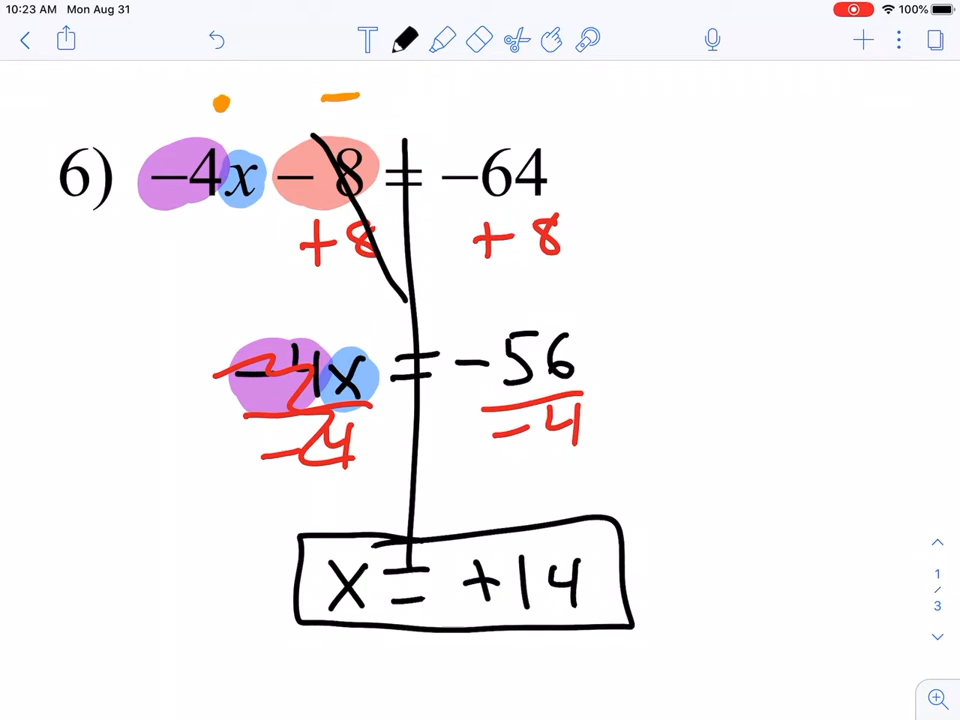 10:23 AM Mon Aug 31
100%
T
6) −4x − 8 = −64
+8 +8
−4x = −56
−4 −4
x = +14
1
/
3